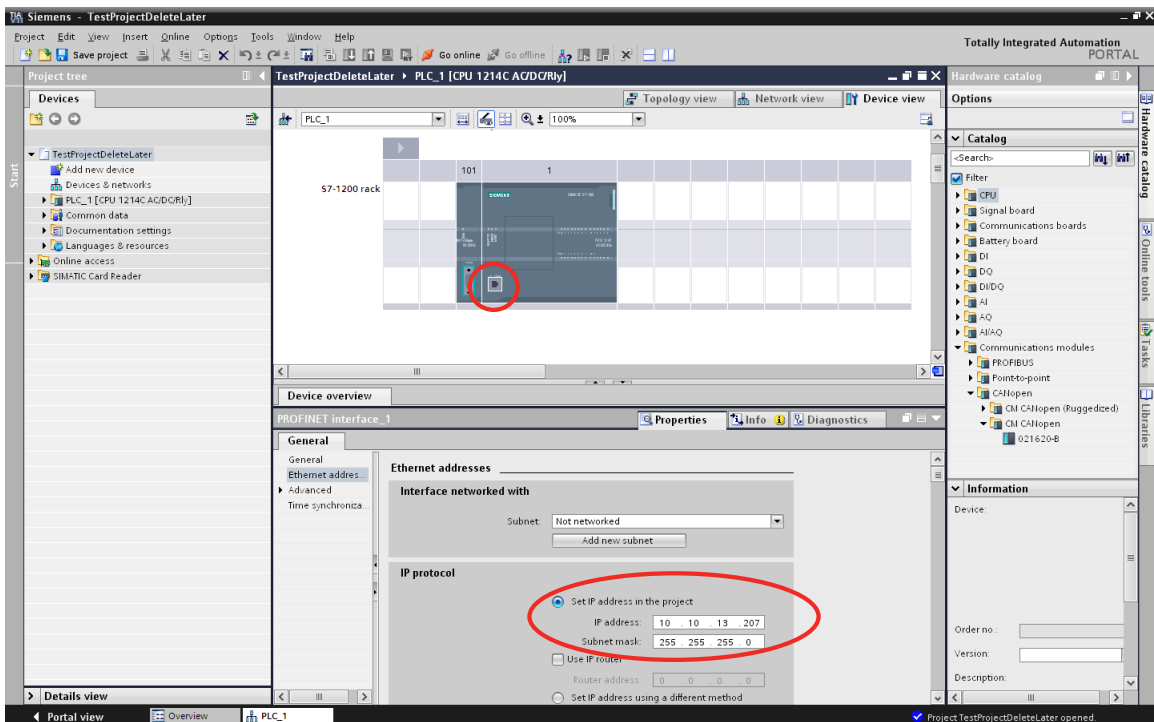 Siemens - TestProjectDeleteLater
Project Edit View Insert Online Options Tools Window Help
Totally Integrated Automation
PORTAL
Save project Go online Go offline
Project tree
TestProjectDeleteLater PLC_1 [CPU 1214C AC/DC/Rly]
Hardware catalog
Devices
Topology view Network view Device view
Options
PLC_1 100%
Start
TestProjectDeleteLater
Add new device
Devices & networks
PLC_1 [CPU 1214C AC/DC/Rly]
Common data
Documentation settings
Languages & resources
Online access
SIMATIC Card Reader
101 1
S7-1200 rack
SIEMENS
Catalog
<Search>
Filter
CPU
Signal board
Communications boards
Battery board
DI
DQ
DI/DQ
AI
AQ
AI/AQ
Communications modules
PROFIBUS
Point-to-point
CANopen
CM CANopen (Ruggedized)
CM CANopen
021620-B
Hardware catalog
Online tools
Tasks
Libraries
Device overview
PROFINET interface_1
Properties Info Diagnostics
General
General
Ethernet addres...
Advanced
Time synchroniza...
Ethernet addresses
Interface networked with
Subnet: Not networked
Add new subnet
IP protocol
Set IP address in the project
IP address: 10 . 10 . 13 . 207
Subnet mask: 255 . 255 . 255 . 0
Use IP router
Router address: 0 . 0 . 0 . 0
Set IP address using a different method
Information
Device:
Order no.:
Version:
Description:
Details view
Portal view Overview PLC_1
Project TestProjectDeleteLater opened.